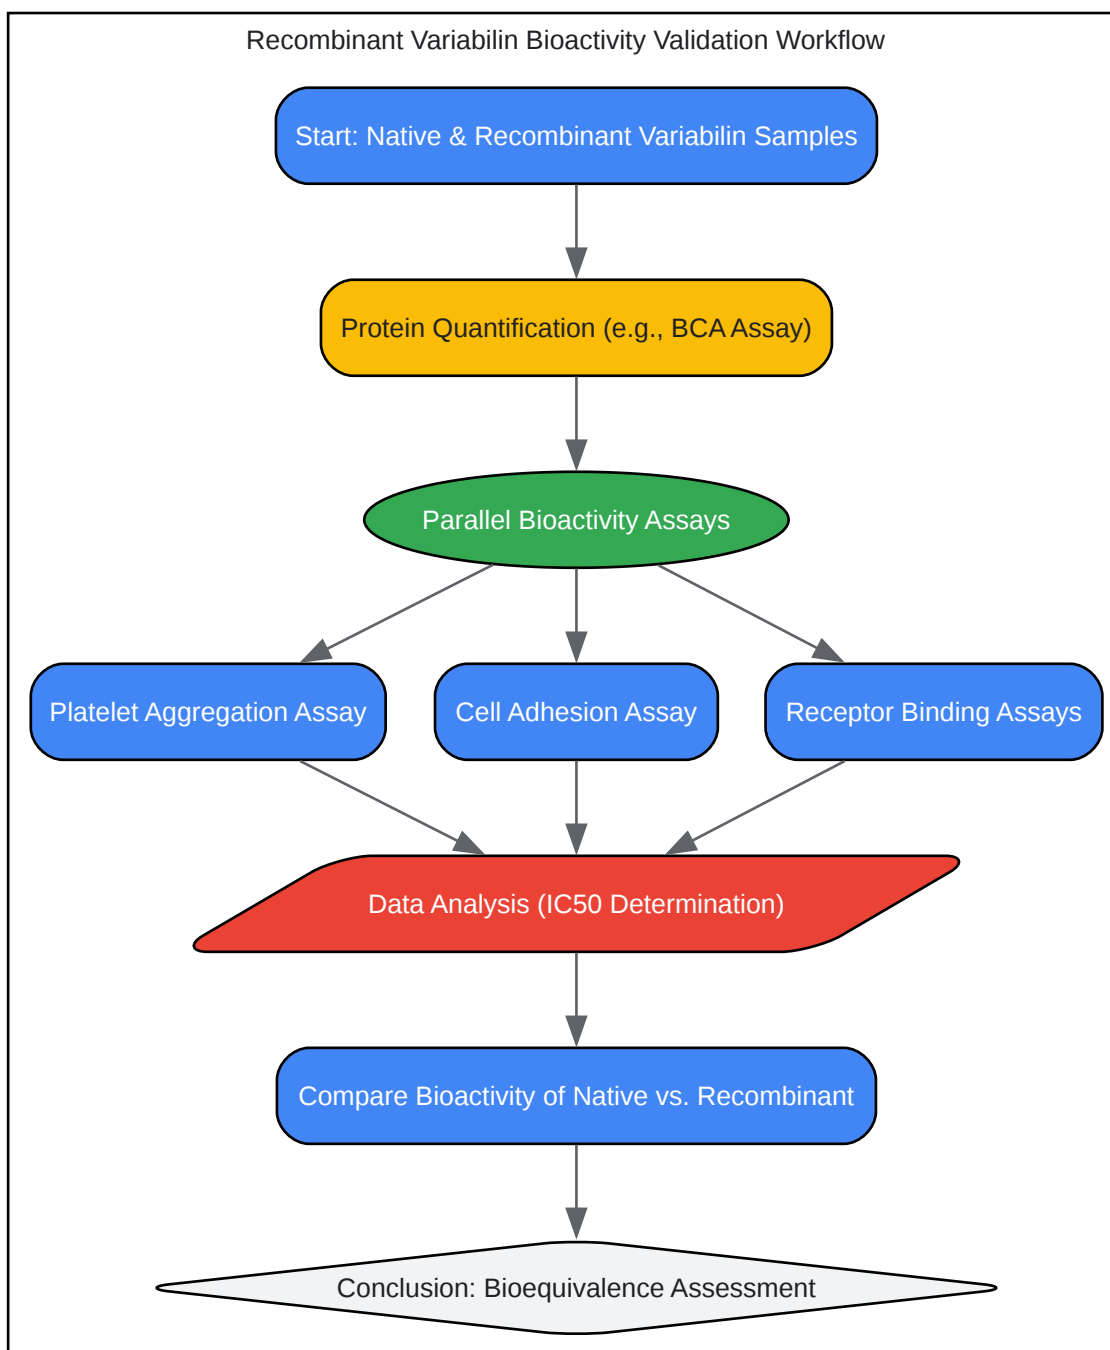 Recombinant Variabilin Bioactivity Validation Workflow
Start: Native & Recombinant Variabilin Samples
Protein Quantification (e.g., BCA Assay)
Parallel Bioactivity Assays
Platelet Aggregation Assay
Cell Adhesion Assay
Receptor Binding Assays
Data Analysis (IC50 Determination)
Compare Bioactivity of Native vs. Recombinant
Conclusion: Bioequivalence Assessment